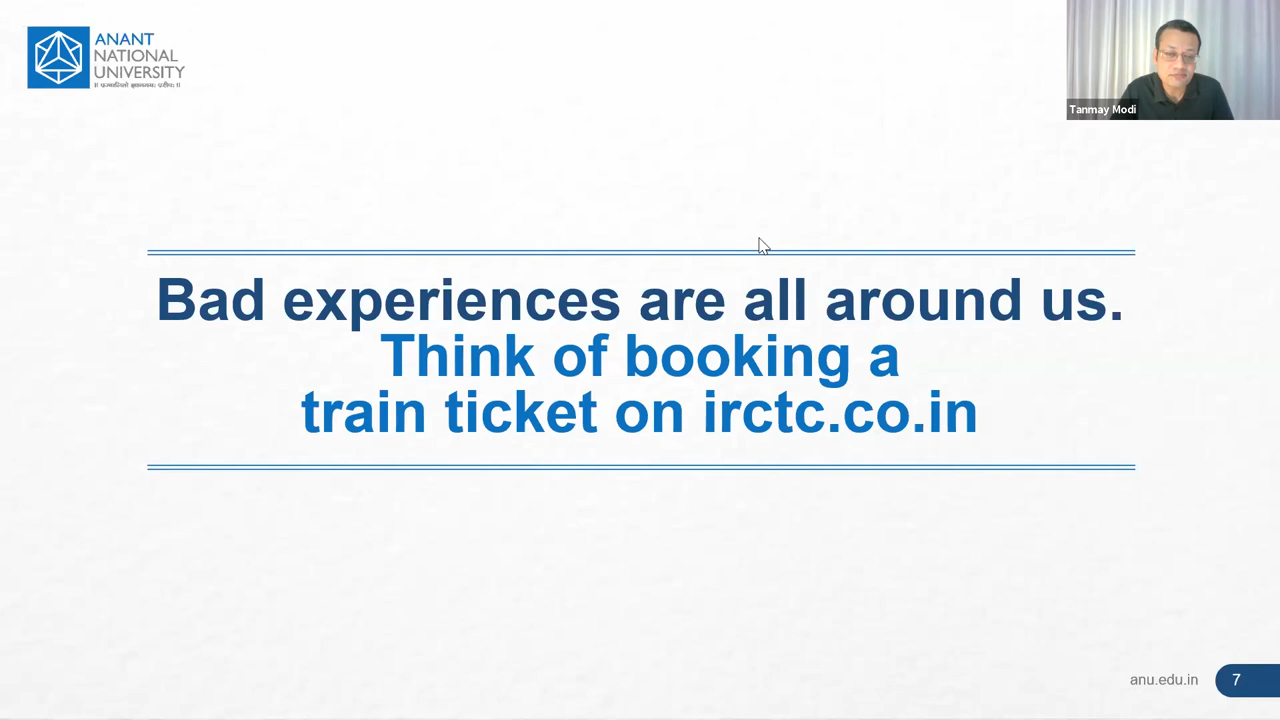 ANANT
NATIONAL
UNIVERSITY
Tanmay Modi
Bad experiences are all around us.
Think of booking a
train ticket on irctc.co.in
anu.edu.in
7